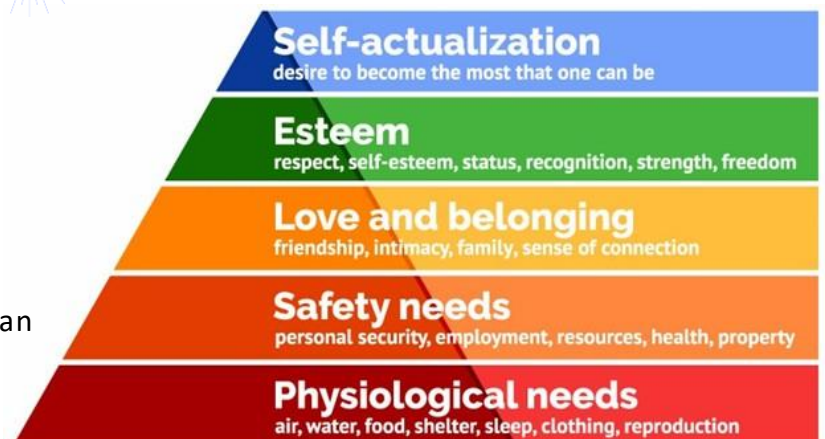 Self-actualization
desire to become the most that one can be
Esteem
respect, self-esteem, status, recognition, strength, freedom
Love and belonging
friendship, intimacy, family, sense of connection
an
Safety needs
personal security, employment, resources, health, property
Physiological needs
air, water, food, shelter, sleep, clothing, reproduction